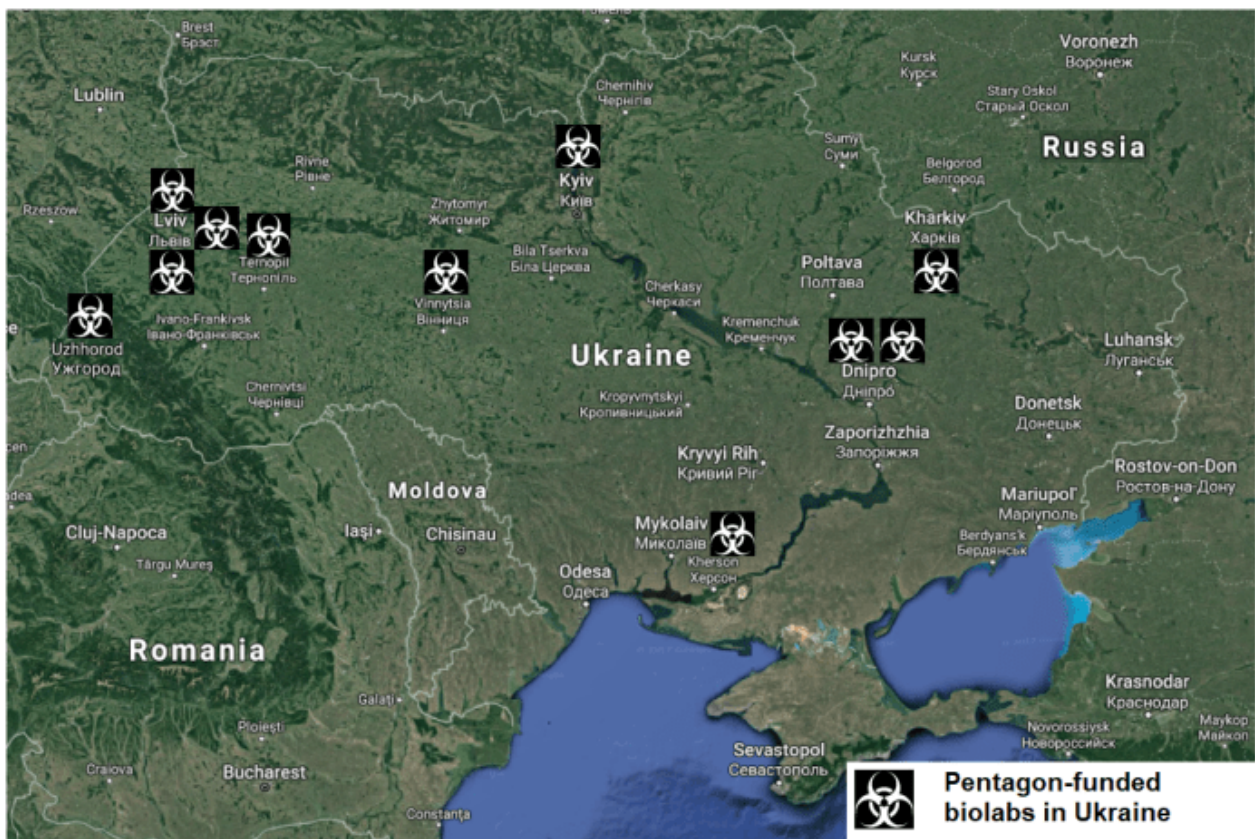 Brest
Брэст
Lublin
Chernihiv
Чернігів
Kursk
Курск
Voronezh
Воронеж
Stary Oskol
Старый Оскол
Sumy
Суми
Russia
Rivne
Рівне
Kyiv
Київ
Belgorod
Белгород
Rzeszow
Lviv
Львів
Zhytomyr
Житомир
Kharkiv
Харків
Ternopil
Тернопіль
Bila Tserkva
Біла Церква
Poltava
Полтава
Vinnytsia
Вінниця
Cherkasy
Черкаси
Ivano-Frankivsk
Івано-Франківськ
Kremenchuk
Кременчук
Uzhhorod
Ужгород
Ukraine
Luhansk
Луганськ
Dnipro
Дніпро
Chernivtsi
Чернівці
Kropyvnytskyi
Кропивницький
Donetsk
Донецьк
Zaporizhzhia
Запоріжжя
Kryvyi Rih
Кривий Ріг
Rostov-on-Don
Ростов-на-Дону
Moldova
Mariupol'
Маріуполь
Cluj-Napoca
Iași
Chisinau
Mykolaiv
Миколаїв
Berdyans'k
Бердянськ
Târgu Mureș
Kherson
Херсон
Odesa
Одеса
Romania
Galați
Krasnodar
Краснодар
Ploiești
Novorossiysk
Новороссийск
Maykop
Майкоп
Sevastopol
Севастополь
Craiova
Bucharest
Constanța
Pentagon-funded
biolabs in Ukraine